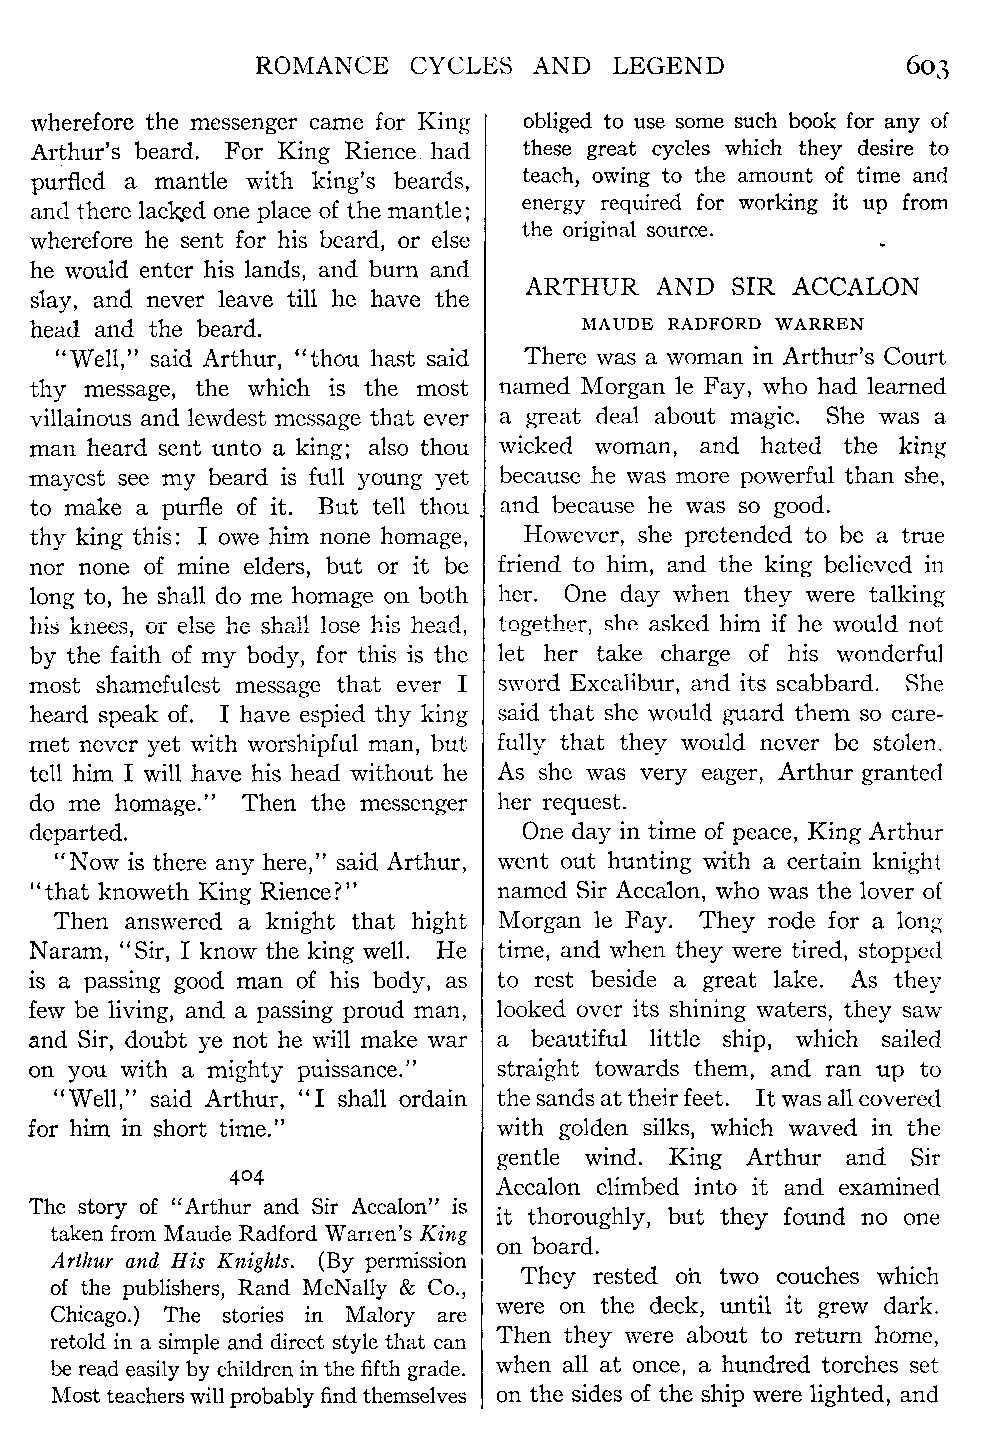 ROMANCE CYCLES AND LEGEND 603
wherefore the messenger came for King
Arthur's beard. For King Rience had
purfled a mantle with king's beards,
and there lacked one place of the mantle;
wherefore he sent for his beard, or else
he would enter his lands, and burn and
slay, and never leave till he have the
head and the beard.
"Well," said Arthur, "thou hast said
thy message, the which is the most
villainous and lewdest message that ever
man heard sent unto a king; also thou
mayest see my beard is full young yet
to make a purfle of it. But tell thou
thy king this: I owe him none homage,
nor none of mine elders, but or it be
long to, he shall do me homage on both
his knees, or else he shall lose his head,
by the faith of my body, for this is the
most shamefulest message that ever I
heard speak of. I have espied thy king
met never yet with worshipful man, but
tell him I will have his head without he
do me homage." Then the messenger
departed.
"Now is there any here," said Arthur,
"that knoweth King Rience?"
Then answered a knight that hight
Naram, "Sir, I know the king well. He
is a passing good man of his body, as
few be living, and a passing proud man,
and Sir, doubt ye not he will make war
on you with a mighty puissance."
"Well," said Arthur, "I shall ordain
for him in short time."
404
The story of "Arthur and Sir Accalon" is
taken from Maude Radford Warren's King
Arthur and His Knights. (By permission
of the publishers, Rand McNally & Co.,
Chicago.) The stories in Malory are
retold in a simple and direct style that can
be read easily by children in the fifth grade.
Most teachers will probably find themselves
obliged to use some such book for any of
these great cycles which they desire to
teach, owing to the amount of time and
energy required for working it up from
the original source.
ARTHUR AND SIR ACCALON
MAUDE RADFORD WARREN
There was a woman in Arthur's Court
named Morgan le Fay, who had learned
a great deal about magic. She was a
wicked woman, and hated the king
because he was more powerful than she,
and because he was so good.
However, she pretended to be a true
friend to him, and the king believed in
her. One day when they were talking
together, she asked him if he would not
let her take charge of his wonderful
sword Excalibur, and its scabbard. She
said that she would guard them so care-
fully that they would never be stolen.
As she was very eager, Arthur granted
her request.
One day in time of peace, King Arthur
went out hunting with a certain knight
named Sir Accalon, who was the lover of
Morgan le Fay. They rode for a long
time, and when they were tired, stopped
to rest beside a great lake. As they
looked over its shining waters, they saw
a beautiful little ship, which sailed
straight towards them, and ran up to
the sands at their feet. It was all covered
with golden silks, which waved in the
gentle wind. King Arthur and Sir
Accalon climbed into it and examined
it thoroughly, but they found no one
on board.
They rested on two couches which
were on the deck, until it grew dark.
Then they were about to return home,
when all at once, a hundred torches set
on the sides of the ship were lighted, and